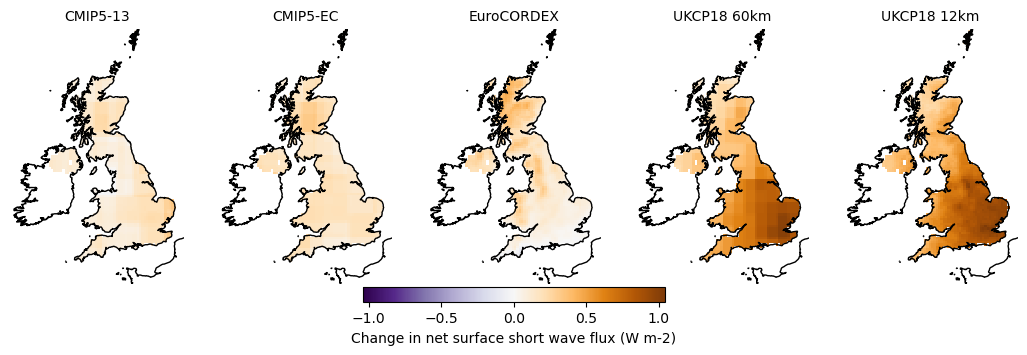 CMIP5-13 CMIP5-EC EuroCORDEX UKCP18 60km UKCP18 12km
−1.0 −0.5 0.0 0.5 1.0
Change in net surface short wave flux (W m-2)